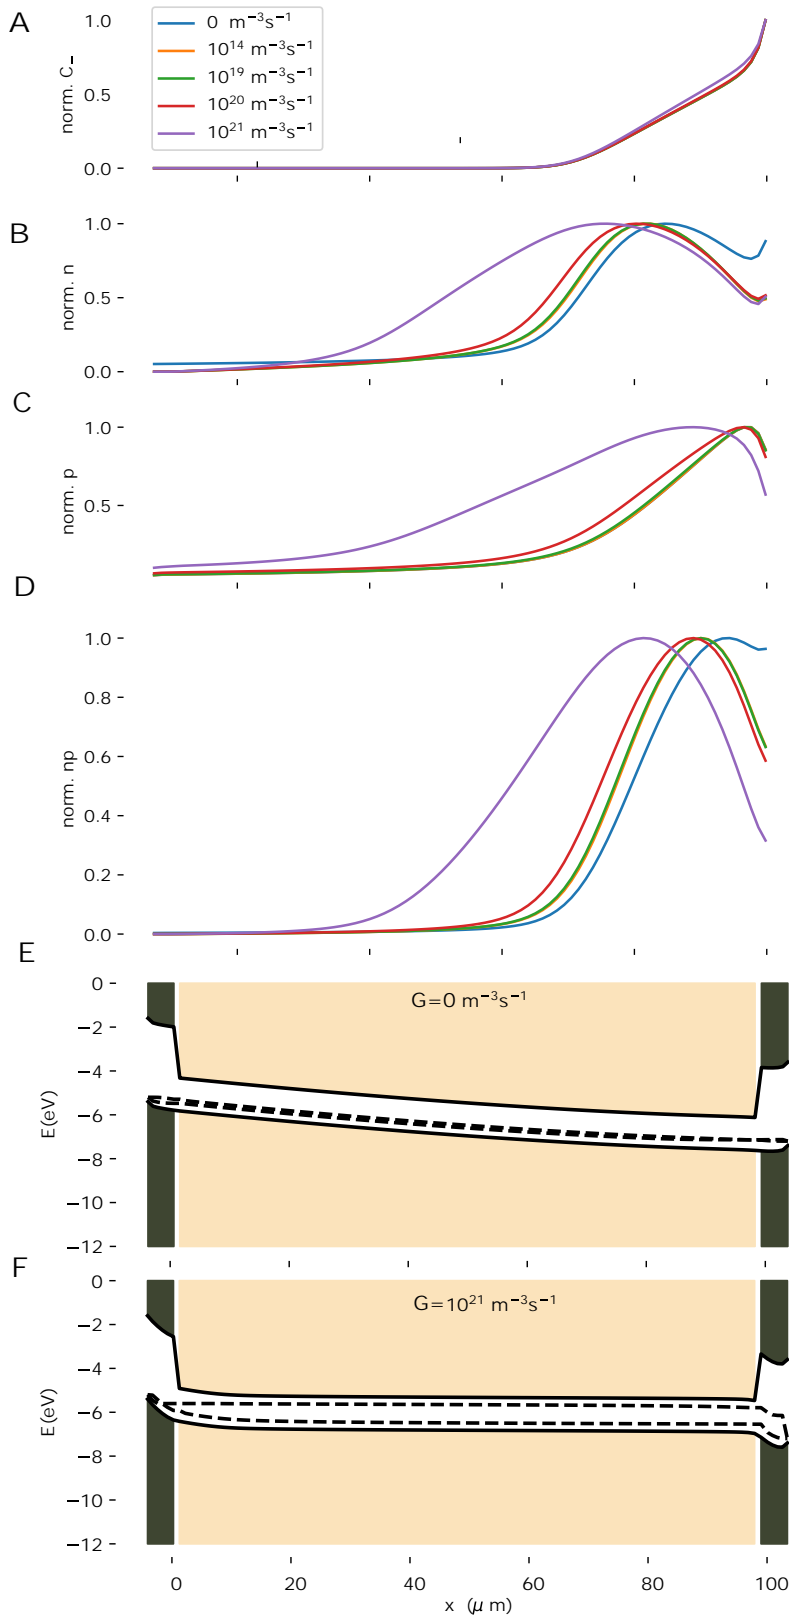 A
1.0
0.5
0.0
norm. C₋
0 m⁻³s⁻¹
10¹⁴ m⁻³s⁻¹
10¹⁹ m⁻³s⁻¹
10²⁰ m⁻³s⁻¹
10²¹ m⁻³s⁻¹
B
1.0
0.5
0.0
norm. n
C
1.0
0.5
norm. p
D
1.0
0.8
0.6
0.4
0.2
0.0
norm. np
E
0
−2
−4
−6
−8
−10
−12
E(eV)
G=0 m⁻³s⁻¹
F
0
−2
−4
−6
−8
−10
−12
E(eV)
G=10²¹ m⁻³s⁻¹
0 20 40 60 80 100
x (μ m)